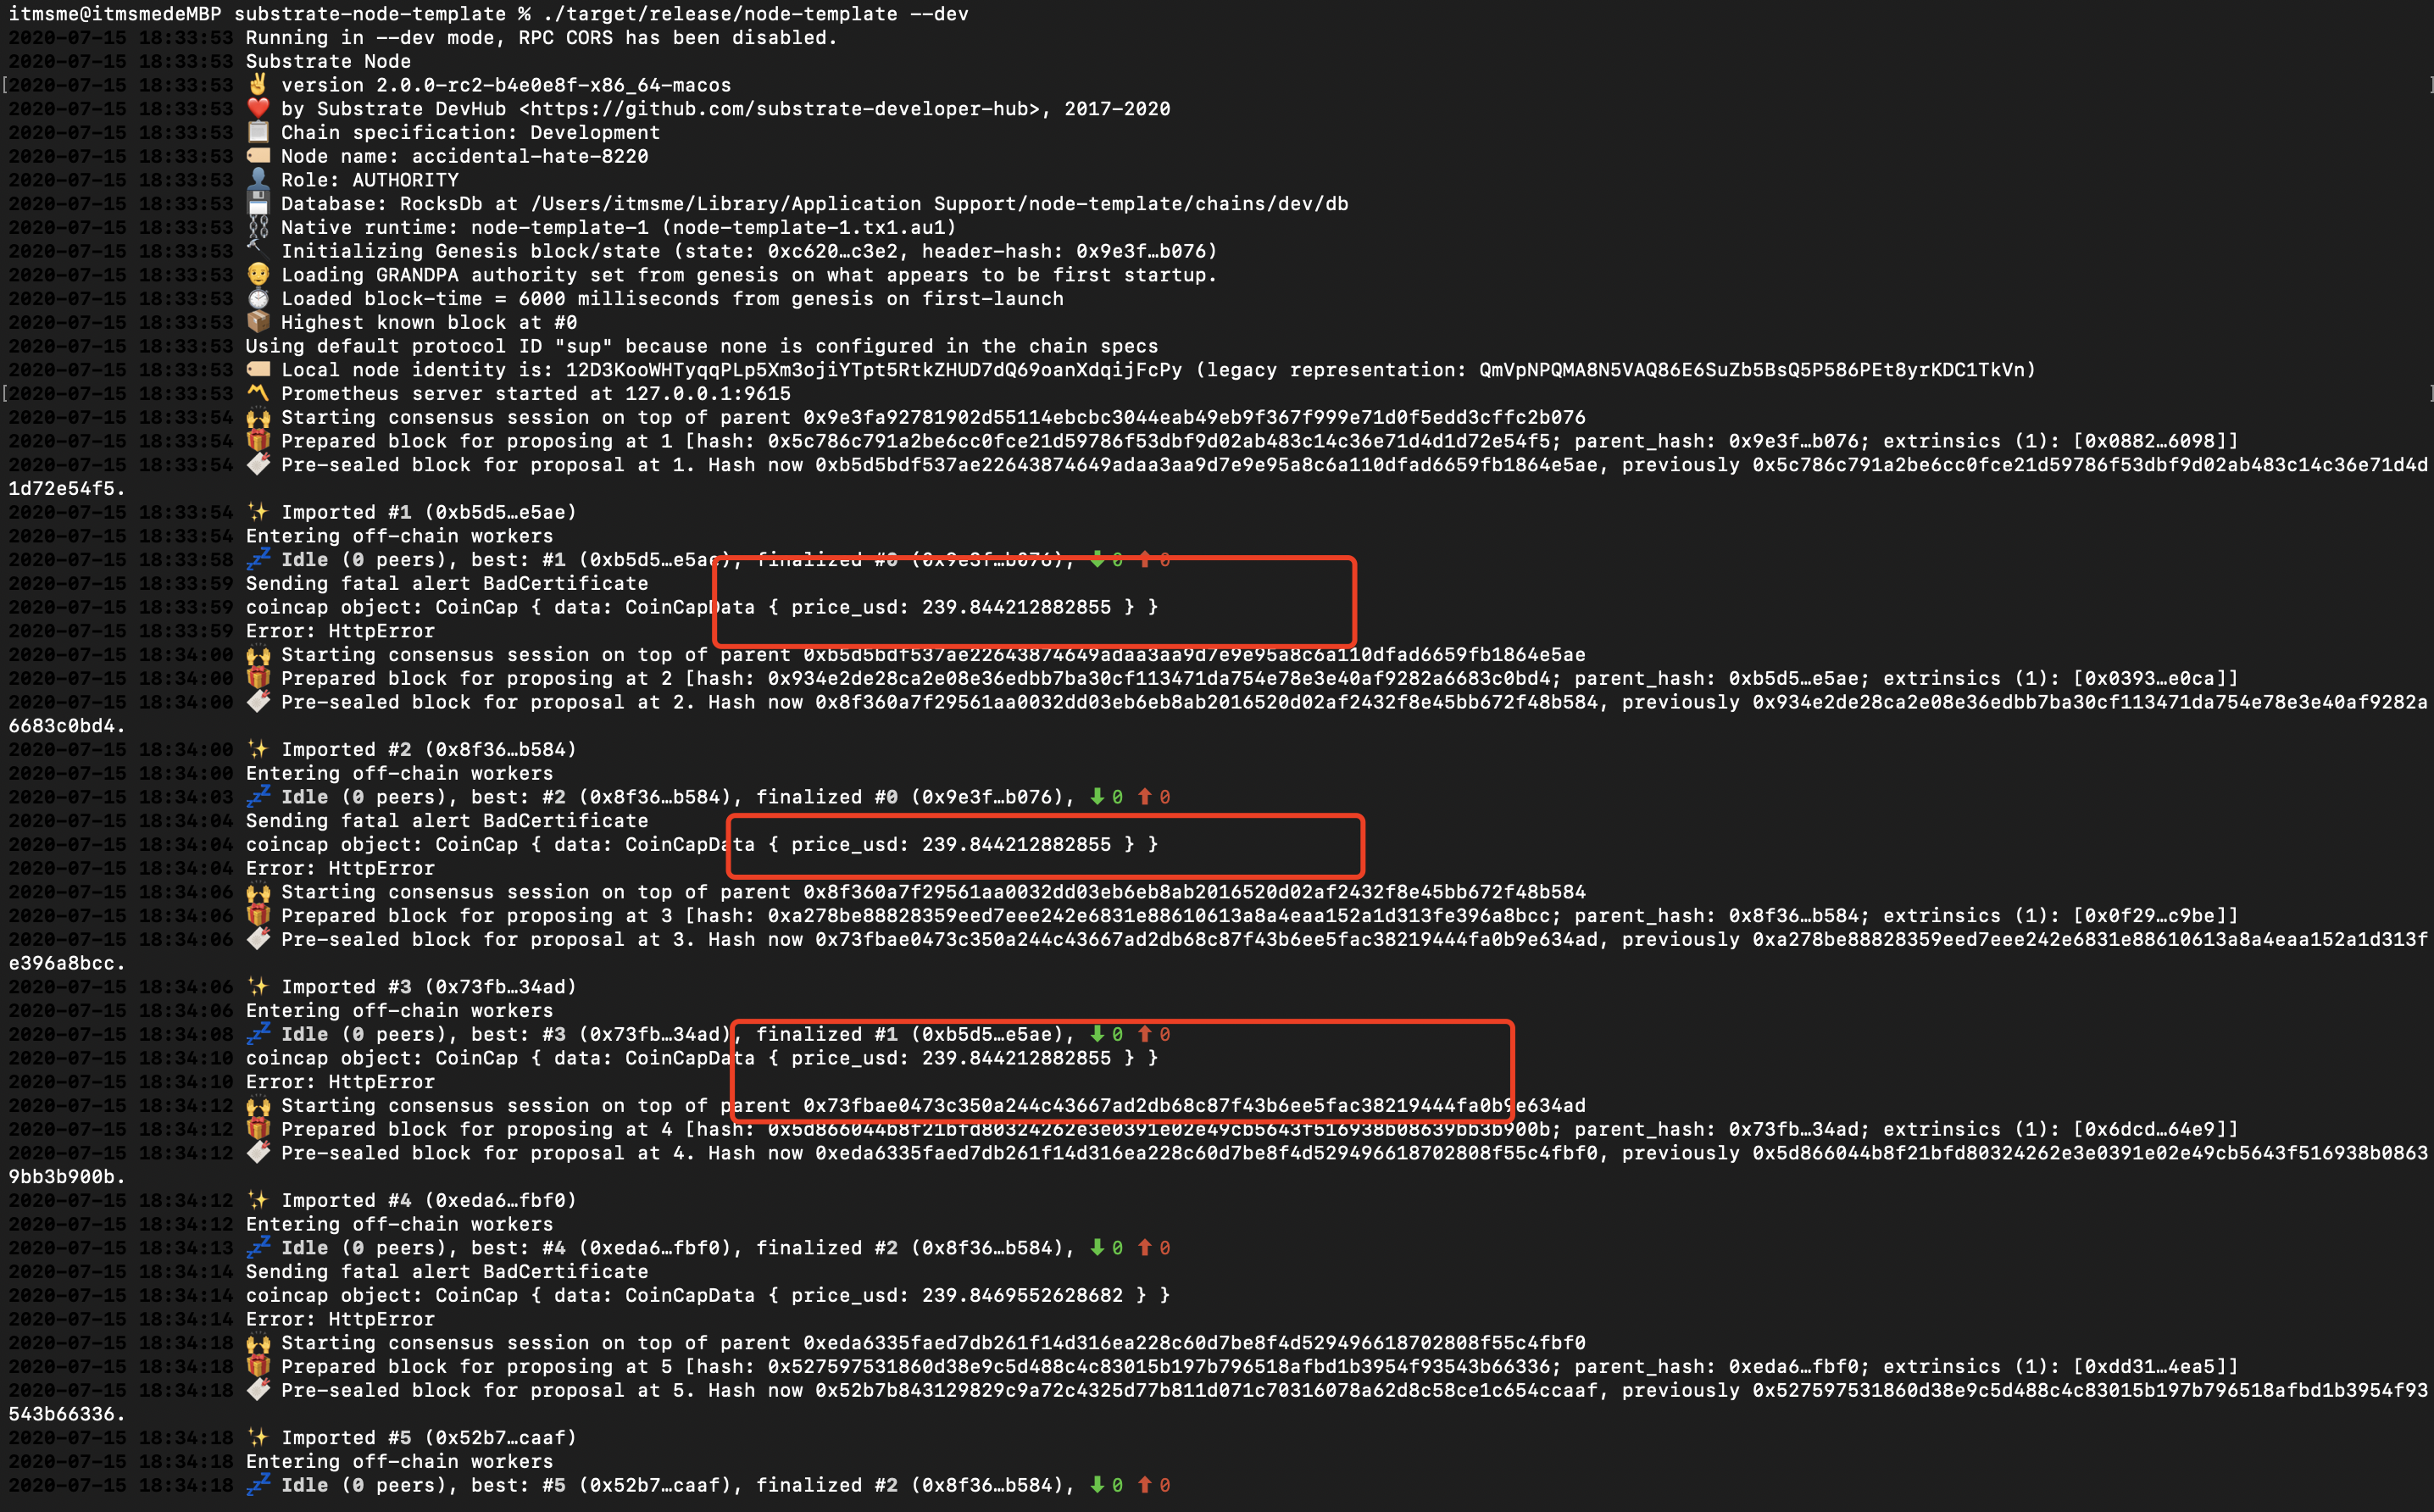 itmsme@itmsmedeMBP substrate-node-template % ./target/release/node-template --dev
2020-07-15 18:33:53 Running in --dev mode, RPC CORS has been disabled.
2020-07-15 18:33:53 Substrate Node
[2020-07-15 18:33:53 ✌️ version 2.0.0-rc2-b4e0e8f-x86_64-macos ]
2020-07-15 18:33:53 ❤️ by Substrate DevHub <https://github.com/substrate-developer-hub>, 2017-2020
2020-07-15 18:33:53 📋 Chain specification: Development
2020-07-15 18:33:53 🏷 Node name: accidental-hate-8220
2020-07-15 18:33:53 👤 Role: AUTHORITY
2020-07-15 18:33:53 💾 Database: RocksDb at /Users/itmsme/Library/Application Support/node-template/chains/dev/db
2020-07-15 18:33:53 ⛓ Native runtime: node-template-1 (node-template-1.tx1.au1)
2020-07-15 18:33:53 🔨 Initializing Genesis block/state (state: 0xc620…c3e2, header-hash: 0x9e3f…b076)
2020-07-15 18:33:53 👴 Loading GRANDPA authority set from genesis on what appears to be first startup.
2020-07-15 18:33:53 ⏱ Loaded block-time = 6000 milliseconds from genesis on first-launch
2020-07-15 18:33:53 📦 Highest known block at #0
2020-07-15 18:33:53 Using default protocol ID "sup" because none is configured in the chain specs
2020-07-15 18:33:53 🏷 Local node identity is: 12D3KooWHTyqqPLp5Xm3ojiYTpt5RtkZHUD7dQ69oanXdqijFcPy (legacy representation: QmVpNPQMA8N5VAQ86E6SuZb5BsQ5P586PEt8yrKDC1TkVn)
[2020-07-15 18:33:53 〽️ Prometheus server started at 127.0.0.1:9615 ]
2020-07-15 18:33:54 🙌 Starting consensus session on top of parent 0x9e3fa92781902d55114ebcbc3044eab49eb9f367f999e71d0f5edd3cffc2b076
2020-07-15 18:33:54 🎁 Prepared block for proposing at 1 [hash: 0x5c786c791a2be6cc0fce21d59786f53dbf9d02ab483c14c36e71d4d1d72e54f5; parent_hash: 0x9e3f…b076; extrinsics (1): [0x0882…6098]]
2020-07-15 18:33:54 🔖 Pre-sealed block for proposal at 1. Hash now 0xb5d5bdf537ae22643874649adaa3aa9d7e9e95a8c6a110dfad6659fb1864e5ae, previously 0x5c786c791a2be6cc0fce21d59786f53dbf9d02ab483c14c36e71d4d
1d72e54f5.
2020-07-15 18:33:54 ✨ Imported #1 (0xb5d5…e5ae)
2020-07-15 18:33:54 Entering off-chain workers
2020-07-15 18:33:58 💤 Idle (0 peers), best: #1 (0xb5d5…e5ae), finalized #0 (0x9e3f…b076), ⬇ 0 ⬆ 0
2020-07-15 18:33:59 Sending fatal alert BadCertificate
2020-07-15 18:33:59 coincap object: CoinCap { data: CoinCapData { price_usd: 239.844212882855 } }
2020-07-15 18:33:59 Error: HttpError
2020-07-15 18:34:00 🙌 Starting consensus session on top of parent 0xb5d5bdf537ae22643874649adaa3aa9d7e9e95a8c6a110dfad6659fb1864e5ae
2020-07-15 18:34:00 🎁 Prepared block for proposing at 2 [hash: 0x934e2de28ca2e08e36edbb7ba30cf113471da754e78e3e40af9282a6683c0bd4; parent_hash: 0xb5d5…e5ae; extrinsics (1): [0x0393…e0ca]]
2020-07-15 18:34:00 🔖 Pre-sealed block for proposal at 2. Hash now 0x8f360a7f29561aa0032dd03eb6eb8ab2016520d02af2432f8e45bb672f48b584, previously 0x934e2de28ca2e08e36edbb7ba30cf113471da754e78e3e40af9282a
6683c0bd4.
2020-07-15 18:34:00 ✨ Imported #2 (0x8f36…b584)
2020-07-15 18:34:00 Entering off-chain workers
2020-07-15 18:34:03 💤 Idle (0 peers), best: #2 (0x8f36…b584), finalized #0 (0x9e3f…b076), ⬇ 0 ⬆ 0
2020-07-15 18:34:04 Sending fatal alert BadCertificate
2020-07-15 18:34:04 coincap object: CoinCap { data: CoinCapData { price_usd: 239.844212882855 } }
2020-07-15 18:34:04 Error: HttpError
2020-07-15 18:34:06 🙌 Starting consensus session on top of parent 0x8f360a7f29561aa0032dd03eb6eb8ab2016520d02af2432f8e45bb672f48b584
2020-07-15 18:34:06 🎁 Prepared block for proposing at 3 [hash: 0xa278be88828359eed7eee242e6831e88610613a8a4eaa152a1d313fe396a8bcc; parent_hash: 0x8f36…b584; extrinsics (1): [0x0f29…c9be]]
2020-07-15 18:34:06 🔖 Pre-sealed block for proposal at 3. Hash now 0x73fbae0473c350a244c43667ad2db68c87f43b6ee5fac38219444fa0b9e634ad, previously 0xa278be88828359eed7eee242e6831e88610613a8a4eaa152a1d313f
e396a8bcc.
2020-07-15 18:34:06 ✨ Imported #3 (0x73fb…34ad)
2020-07-15 18:34:06 Entering off-chain workers
2020-07-15 18:34:08 💤 Idle (0 peers), best: #3 (0x73fb…34ad), finalized #1 (0xb5d5…e5ae), ⬇ 0 ⬆ 0
2020-07-15 18:34:10 coincap object: CoinCap { data: CoinCapData { price_usd: 239.844212882855 } }
2020-07-15 18:34:10 Error: HttpError
2020-07-15 18:34:12 🙌 Starting consensus session on top of parent 0x73fbae0473c350a244c43667ad2db68c87f43b6ee5fac38219444fa0b9e634ad
2020-07-15 18:34:12 🎁 Prepared block for proposing at 4 [hash: 0x5d866044b8f21bfd80324262e3e0391e02e49cb5643f516938b08639bb3b900b; parent_hash: 0x73fb…34ad; extrinsics (1): [0x6dcd…64e9]]
2020-07-15 18:34:12 🔖 Pre-sealed block for proposal at 4. Hash now 0xeda6335faed7db261f14d316ea228c60d7be8f4d529496618702808f55c4fbf0, previously 0x5d866044b8f21bfd80324262e3e0391e02e49cb5643f516938b0863
9bb3b900b.
2020-07-15 18:34:12 ✨ Imported #4 (0xeda6…fbf0)
2020-07-15 18:34:12 Entering off-chain workers
2020-07-15 18:34:13 💤 Idle (0 peers), best: #4 (0xeda6…fbf0), finalized #2 (0x8f36…b584), ⬇ 0 ⬆ 0
2020-07-15 18:34:14 Sending fatal alert BadCertificate
2020-07-15 18:34:14 coincap object: CoinCap { data: CoinCapData { price_usd: 239.8469552628682 } }
2020-07-15 18:34:14 Error: HttpError
2020-07-15 18:34:18 🙌 Starting consensus session on top of parent 0xeda6335faed7db261f14d316ea228c60d7be8f4d529496618702808f55c4fbf0
2020-07-15 18:34:18 🎁 Prepared block for proposing at 5 [hash: 0x527597531860d38e9c5d488c4c83015b197b796518afbd1b3954f93543b66336; parent_hash: 0xeda6…fbf0; extrinsics (1): [0xdd31…4ea5]]
2020-07-15 18:34:18 🔖 Pre-sealed block for proposal at 5. Hash now 0x52b7b843129829c9a72c4325d77b811d071c70316078a62d8c58ce1c654ccaaf, previously 0x527597531860d38e9c5d488c4c83015b197b796518afbd1b3954f93
543b66336.
2020-07-15 18:34:18 ✨ Imported #5 (0x52b7…caaf)
2020-07-15 18:34:18 Entering off-chain workers
2020-07-15 18:34:18 💤 Idle (0 peers), best: #5 (0x52b7…caaf), finalized #2 (0x8f36…b584), ⬇ 0 ⬆ 0